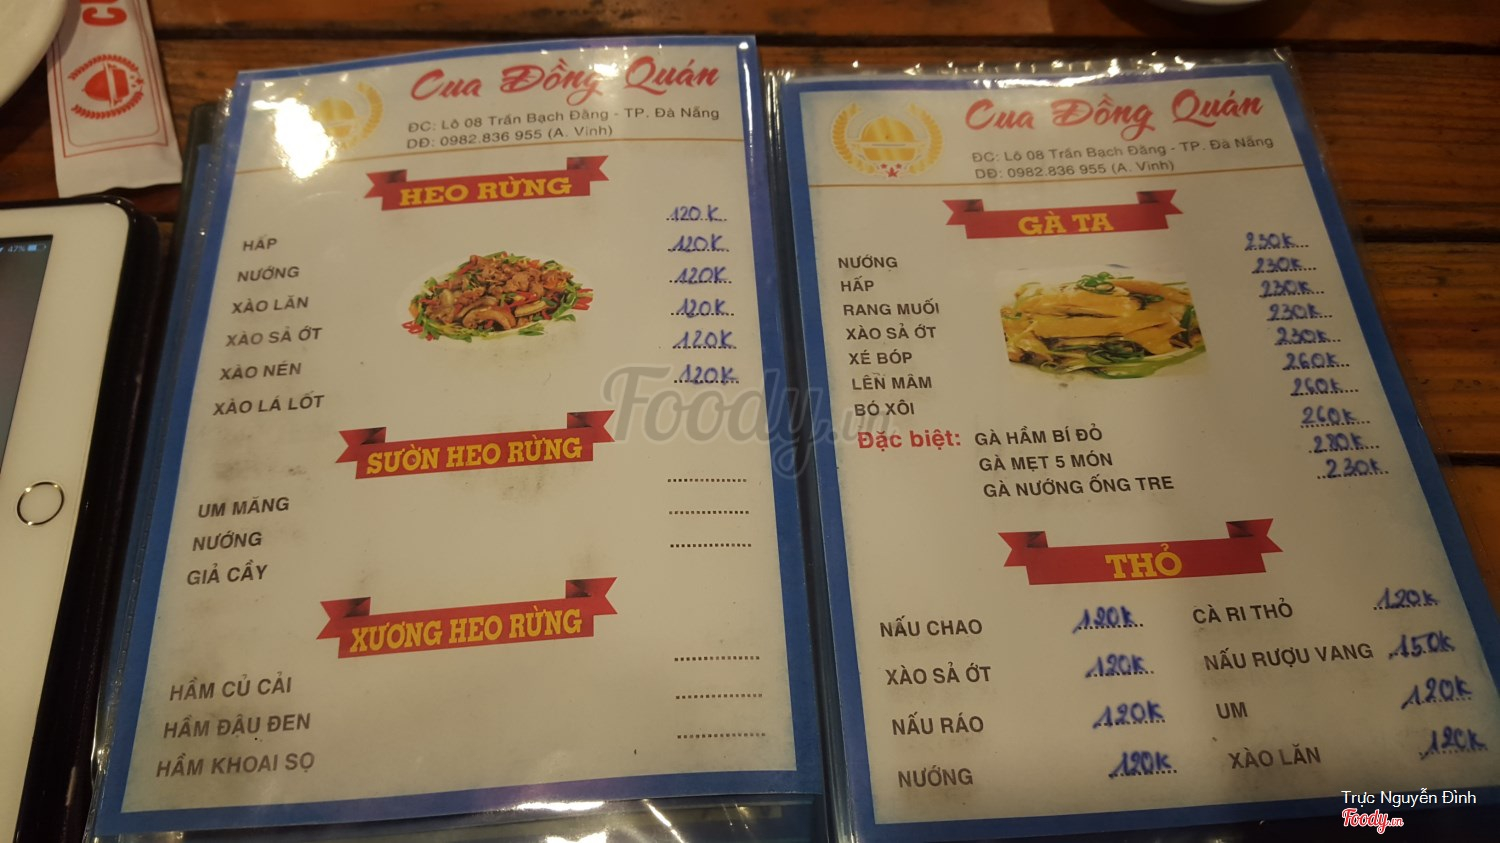 47%
Cua Đồng Quán
ĐC: Lô 08 Trần Bạch Đằng - TP. Đà Nẵng
DĐ: 0982.836 955 (A. Vinh)
HEO RỪNG
HẤP 120K
NƯỚNG 120K
XÀO LĂN 120K
XÀO SẢ ỚT 120K
XÀO NÉN 120K
XÀO LÁ LỐT 120K
SƯỜN HEO RỪNG
UM MĂNG
NƯỚNG
GIẢ CẦY
XƯƠNG HEO RỪNG
HẦM CỦ CẢI
HẦM ĐẬU ĐEN
HẦM KHOAI SỌ
Cua Đồng Quán
ĐC: Lô 08 Trần Bạch Đằng - TP. Đà Nẵng
DĐ: 0982.836 955 (A. Vinh)
GÀ TA
NƯỚNG 230K
HẤP 230K
RANG MUỐI 230K
XÀO SẢ ỚT 230K
XÉ BÓP 230K
LÊN MÂM 260K
BÓ XÔI 260K
Đặc biệt: GÀ HẦM BÍ ĐỎ 260K
GÀ MẸT 5 MÓN 280K
GÀ NƯỚNG ỐNG TRE 230K
THỎ
NẤU CHAO 120K CÀ RI THỎ 120K
XÀO SẢ ỚT 120K NẤU RƯỢU VANG 150K
NẤU RÁO 120K UM 120K
NƯỚNG 120K XÀO LĂN 120K
Foody.vn
Trực Nguyễn Đình
Foody.vn